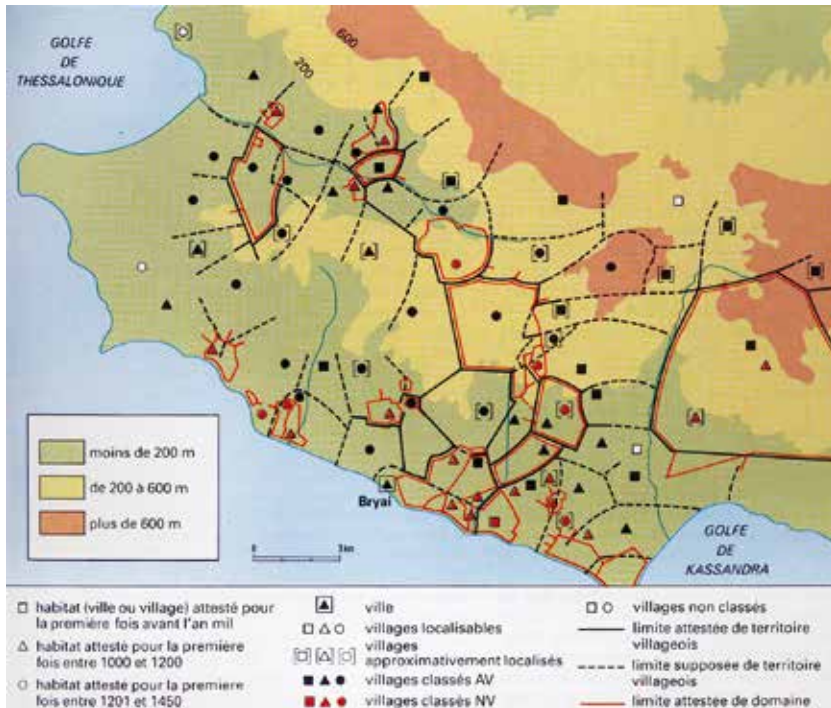 GOLFE
DE
THESSALONIQUE
200
600
moins de 200 m
de 200 à 600 m
plus de 600 m
Bryai
0 3km
GOLFE
DE
KASSANDRA
habitat (ville ou village) attesté pour
la première fois avant l'an mil
habitat attesté pour la premiere
fois entre 1000 et 1200
habitat attesté pour la premiere
fois entre 1201 et 1450
ville
villages localisables
villages
approximativement localisés
villages classés AV
villages classés NV
villages non classés
limite attestée de territoire
villageois
limite supposée de territoire
villageois
limite attestée de domaine